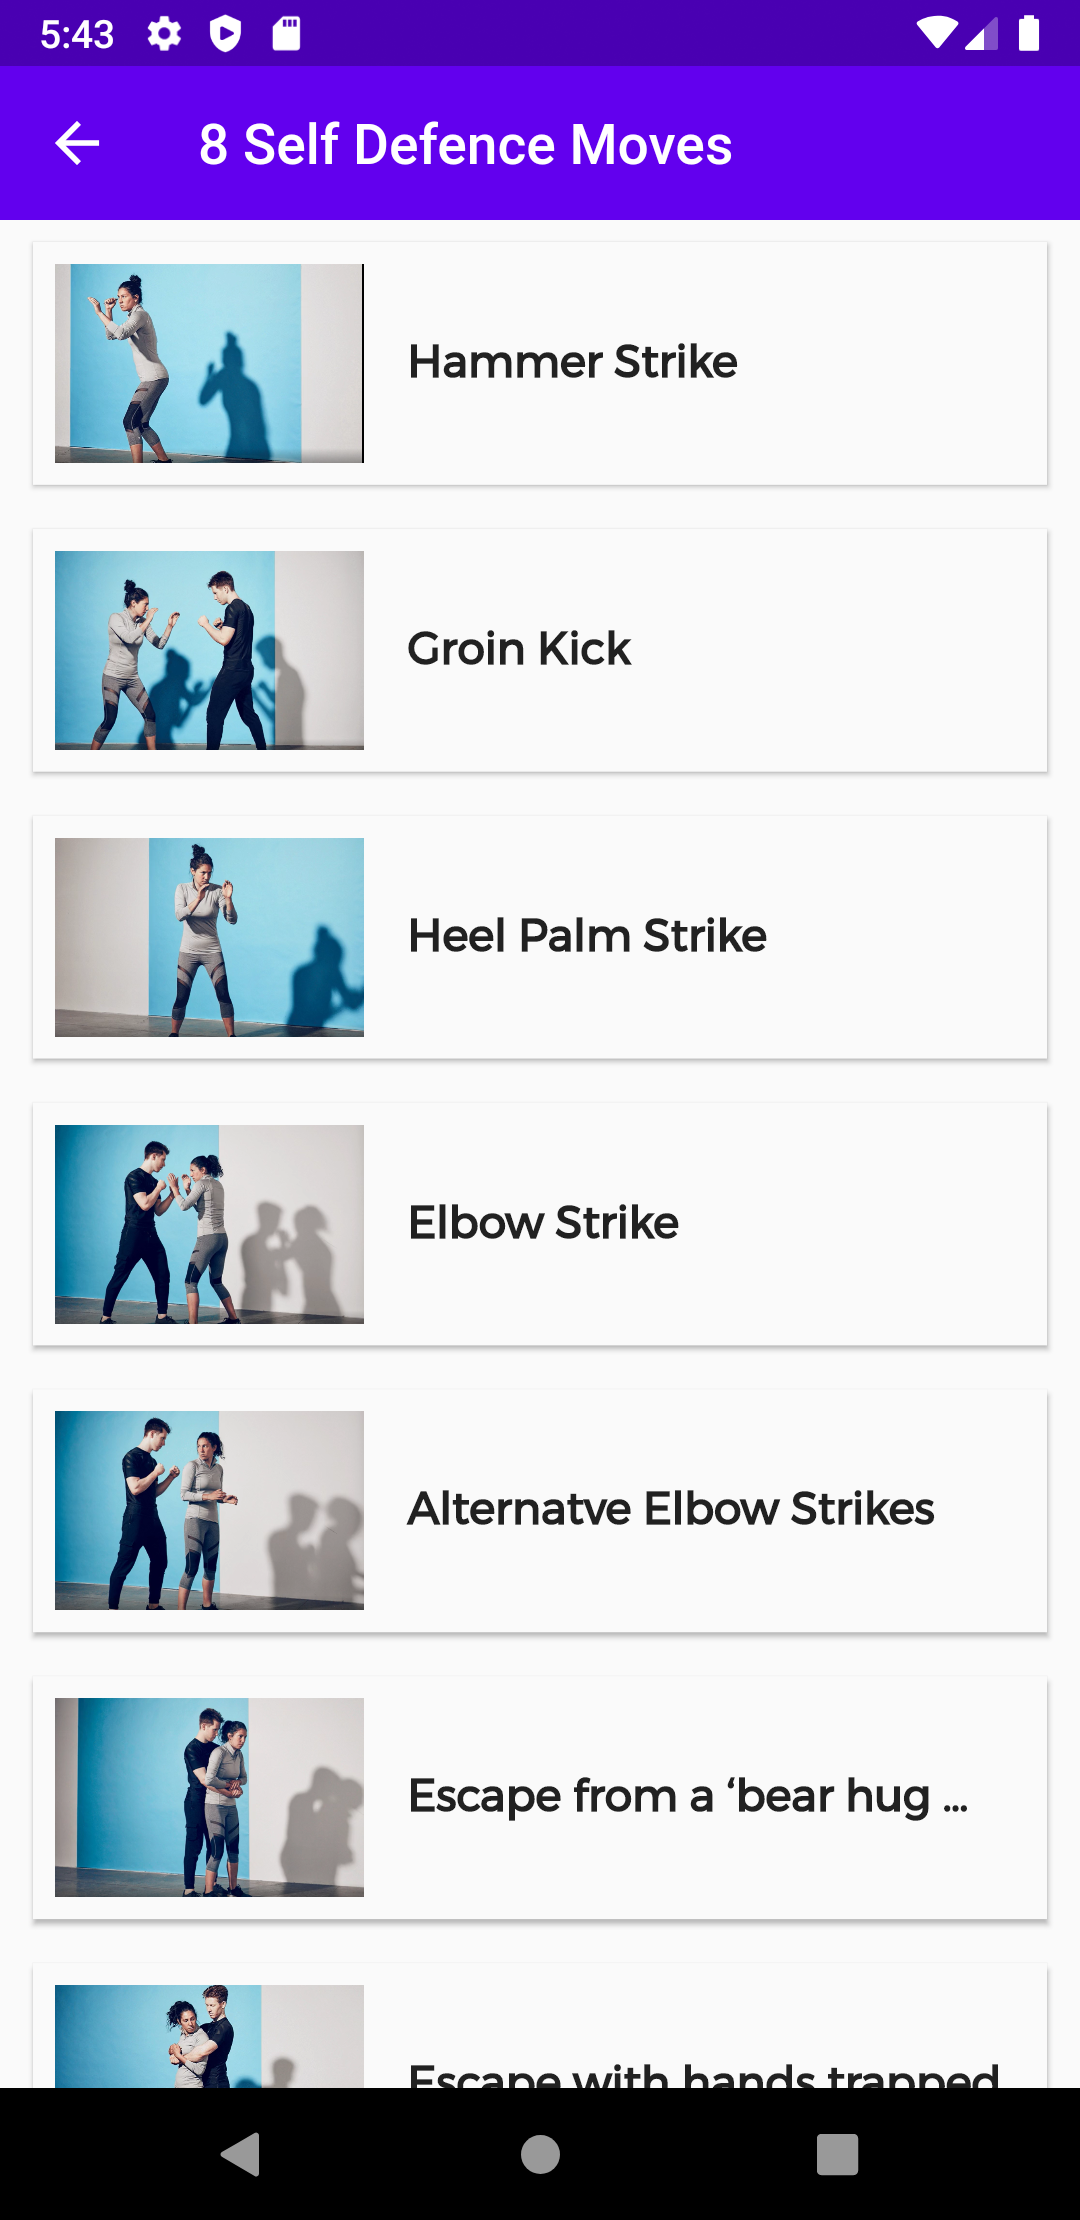 5:43
8 Self Defence Moves
Hammer Strike
Groin Kick
Heel Palm Strike
Elbow Strike
Alternatve Elbow Strikes
Escape from a ‘bear hug ...
Escape with hands trapped